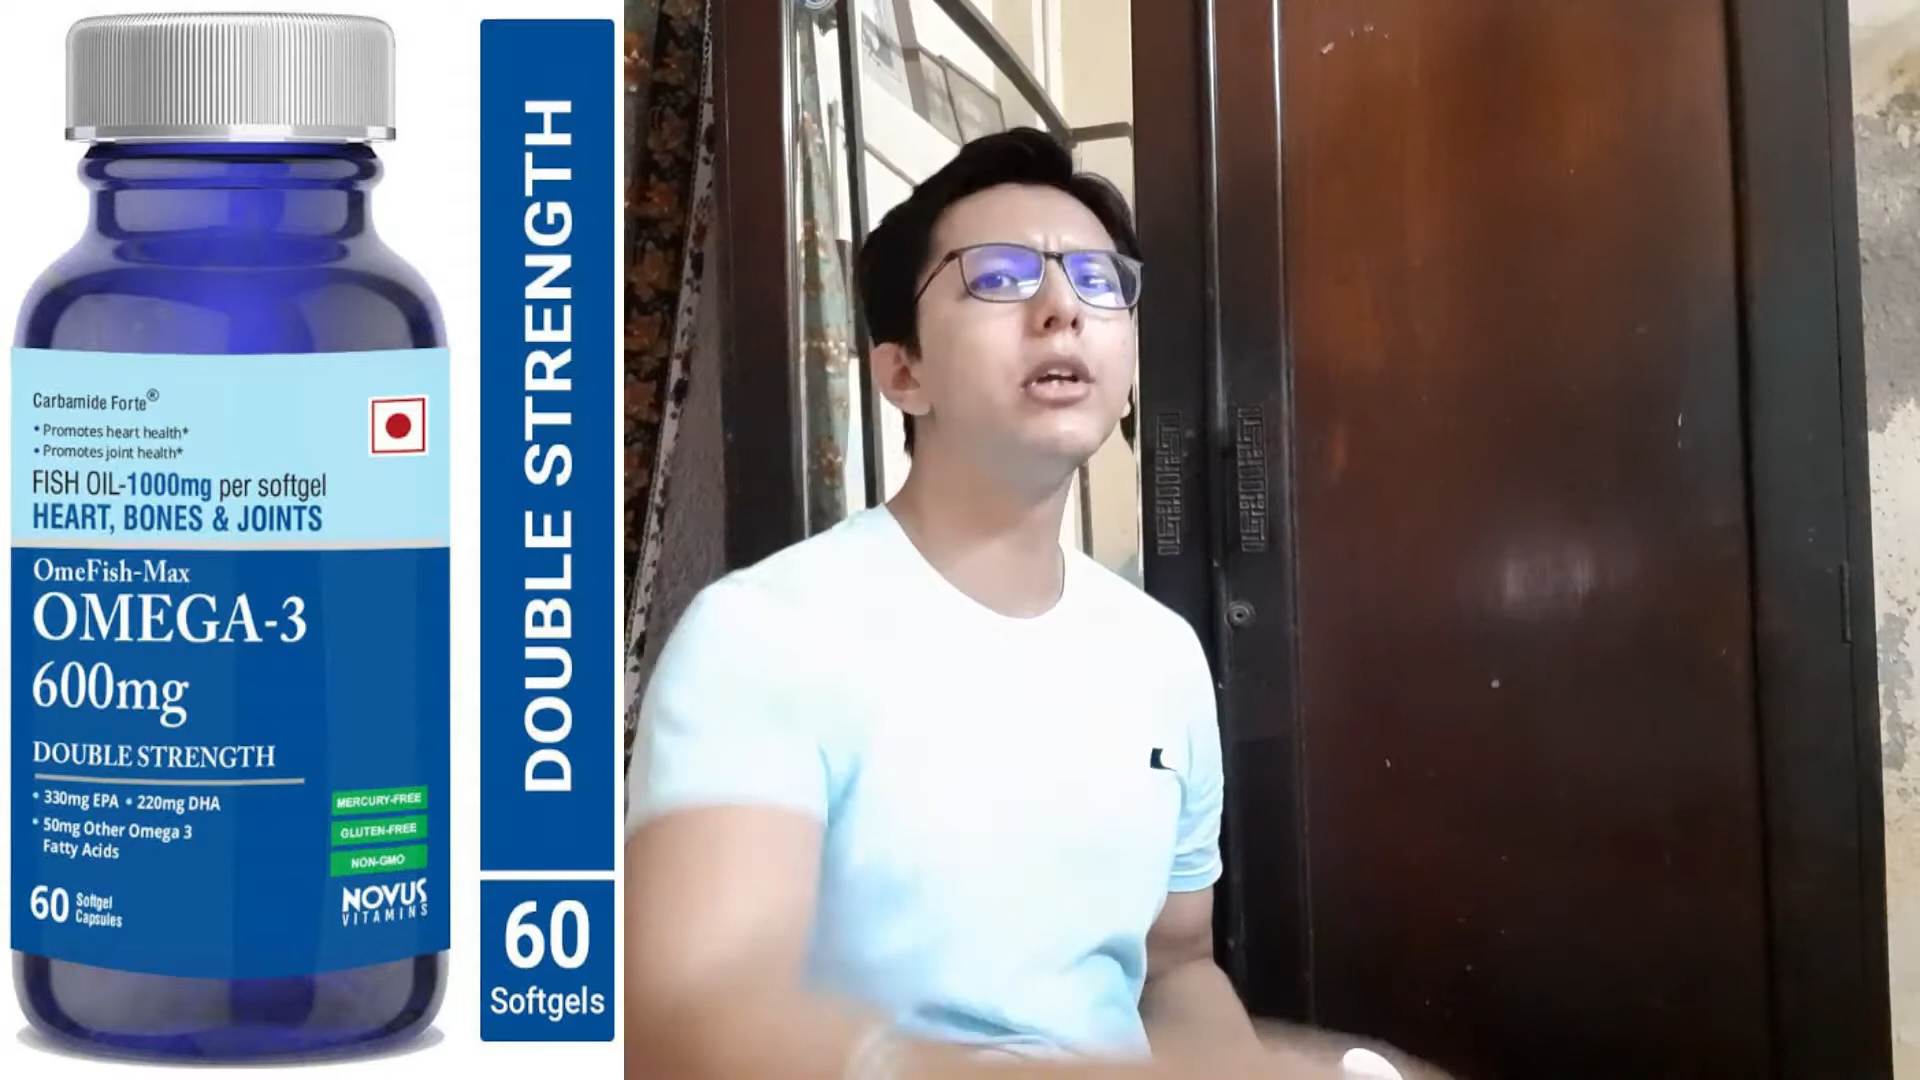 Carbamide Forte®
• Promotes heart health*
• Promotes joint health*
FISH OIL-1000mg per softgel
HEART, BONES & JOINTS
OmeFish-Max
OMEGA-3
600mg
DOUBLE STRENGTH
• 330mg EPA • 220mg DHA
• 50mg Other Omega 3
Fatty Acids
MERCURY-FREE
GLUTEN-FREE
NON-GMO
60 Softgel
Capsules
NOVUS
VITAMINS
DOUBLE STRENGTH
60
Softgels